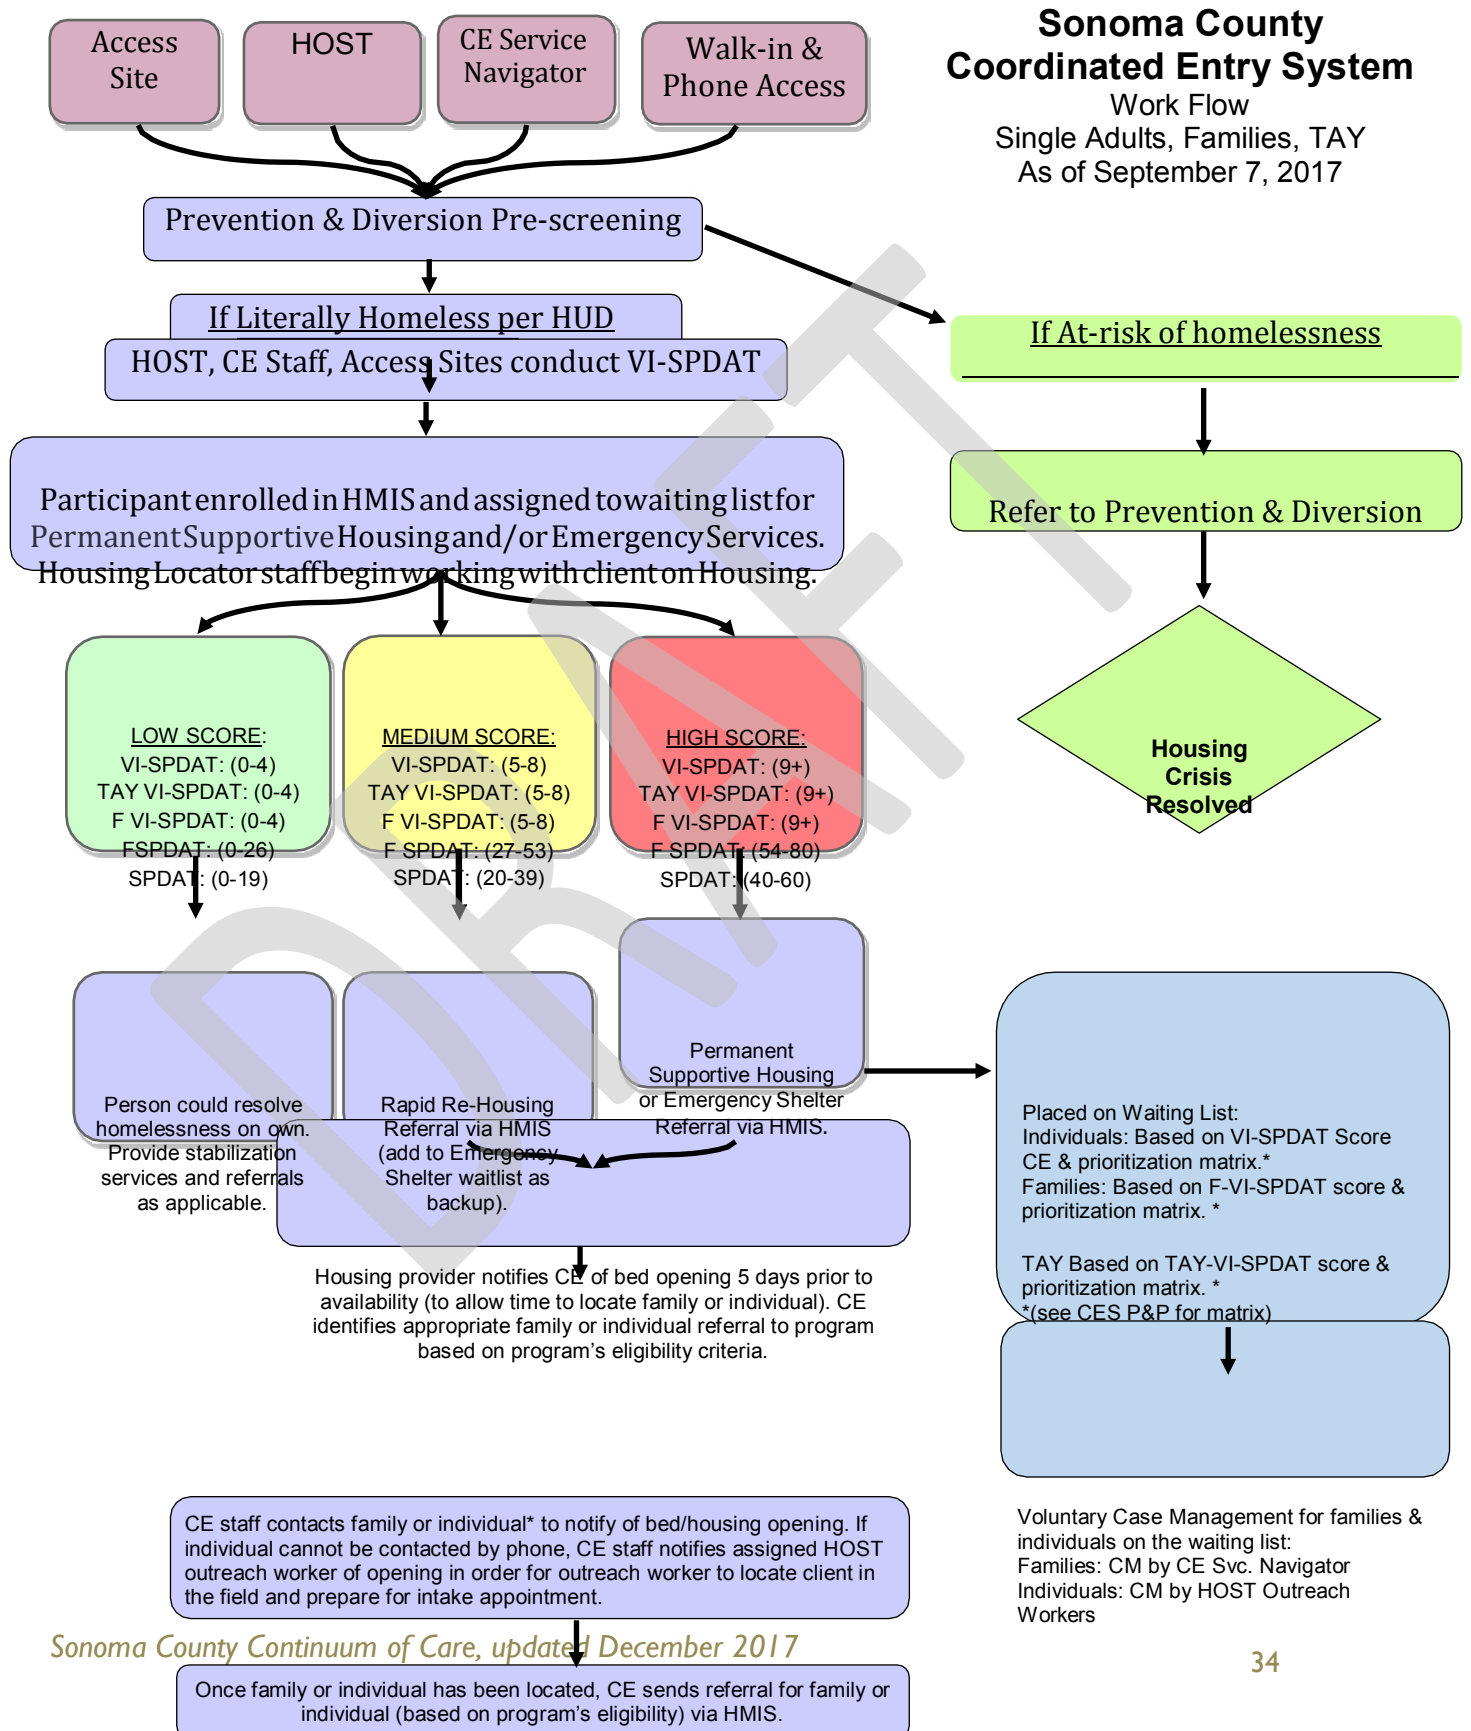 Sonoma County
Coordinated Entry System
Work Flow
Single Adults, Families, TAY
As of September 7, 2017
Access
Site
HOST
CE Service
Navigator
Walk-in &
Phone Access
Prevention & Diversion Pre-screening
If Literally Homeless per HUD
HOST, CE Staff, Access Sites conduct VI-SPDAT
If At-risk of homelessness
Participant enrolled in HMIS and assigned to waiting list for
Permanent Supportive Housing and/or Emergency Services.
Housing Locator staff begin working with client on Housing.
Refer to Prevention & Diversion
LOW SCORE:
VI-SPDAT: (0-4)
TAY VI-SPDAT: (0-4)
F VI-SPDAT: (0-4)
FSPDAT: (0-26)
SPDAT: (0-19)
MEDIUM SCORE:
VI-SPDAT: (5-8)
TAY VI-SPDAT: (5-8)
F VI-SPDAT: (5-8)
F SPDAT: (27-53)
SPDAT: (20-39)
HIGH SCORE:
VI-SPDAT: (9+)
TAY VI-SPDAT: (9+)
F VI-SPDAT: (9+)
F SPDAT: (54-80)
SPDAT: (40-60)
Housing
Crisis
Resolved
Person could resolve
homelessness on own.
Provide stabilization
services and referrals
as applicable.
Rapid Re-Housing
Referral via HMIS
(add to Emergency
Shelter waitlist as
backup).
Permanent
Supportive Housing
or Emergency Shelter
Referral via HMIS.
Placed on Waiting List:
Individuals: Based on VI-SPDAT Score
CE & prioritization matrix.*
Families: Based on F-VI-SPDAT score &
prioritization matrix. *
TAY Based on TAY-VI-SPDAT score &
prioritization matrix. *
*(see CES P&P for matrix)
Housing provider notifies CE of bed opening 5 days prior to
availability (to allow time to locate family or individual). CE
identifies appropriate family or individual referral to program
based on program's eligibility criteria.
CE staff contacts family or individual* to notify of bed/housing opening. If
individual cannot be contacted by phone, CE staff notifies assigned HOST
outreach worker of opening in order for outreach worker to locate client in
the field and prepare for intake appointment.
Voluntary Case Management for families &
individuals on the waiting list:
Families: CM by CE Svc. Navigator
Individuals: CM by HOST Outreach
Workers
Sonoma County Continuum of Care, updated December 2017
34
Once family or individual has been located, CE sends referral for family or
individual (based on program's eligibility) via HMIS.
DRAFT